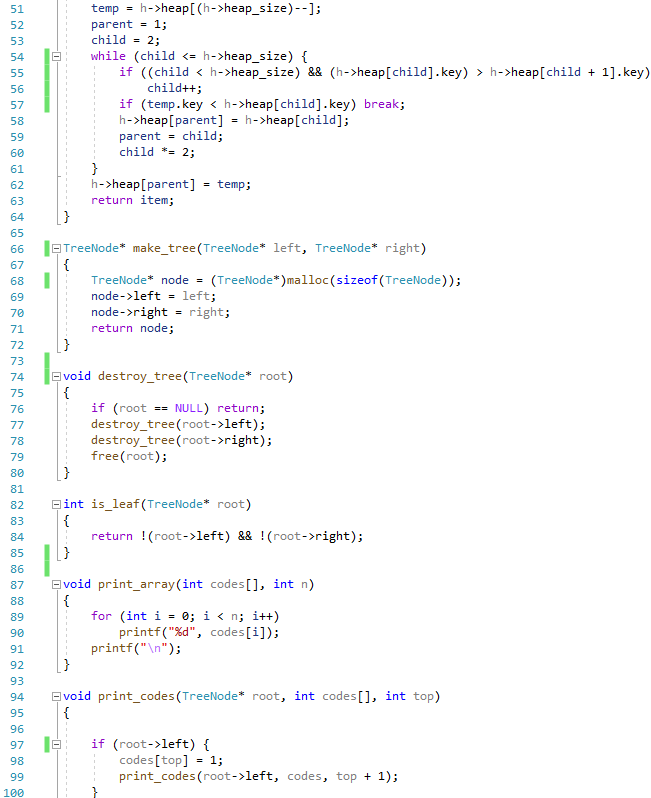 51 temp = h->heap[(h->heap_size)--];
52 parent = 1;
53 child = 2;
54 while (child <= h->heap_size) {
55 if ((child < h->heap_size) && (h->heap[child].key) > h->heap[child + 1].key)
56 child++;
57 if (temp.key < h->heap[child].key) break;
58 h->heap[parent] = h->heap[child];
59 parent = child;
60 child *= 2;
61 }
62 h->heap[parent] = temp;
63 return item;
64 }
65
66 TreeNode* make_tree(TreeNode* left, TreeNode* right)
67 {
68 TreeNode* node = (TreeNode*)malloc(sizeof(TreeNode));
69 node->left = left;
70 node->right = right;
71 return node;
72 }
73
74 void destroy_tree(TreeNode* root)
75 {
76 if (root == NULL) return;
77 destroy_tree(root->left);
78 destroy_tree(root->right);
79 free(root);
80 }
81
82 int is_leaf(TreeNode* root)
83 {
84 return !(root->left) && !(root->right);
85 }
86
87 void print_array(int codes[], int n)
88 {
89 for (int i = 0; i < n; i++)
90 printf("%d", codes[i]);
91 printf("\n");
92 }
93
94 void print_codes(TreeNode* root, int codes[], int top)
95 {
96
97 if (root->left) {
98 codes[top] = 1;
99 print_codes(root->left, codes, top + 1);
100 }